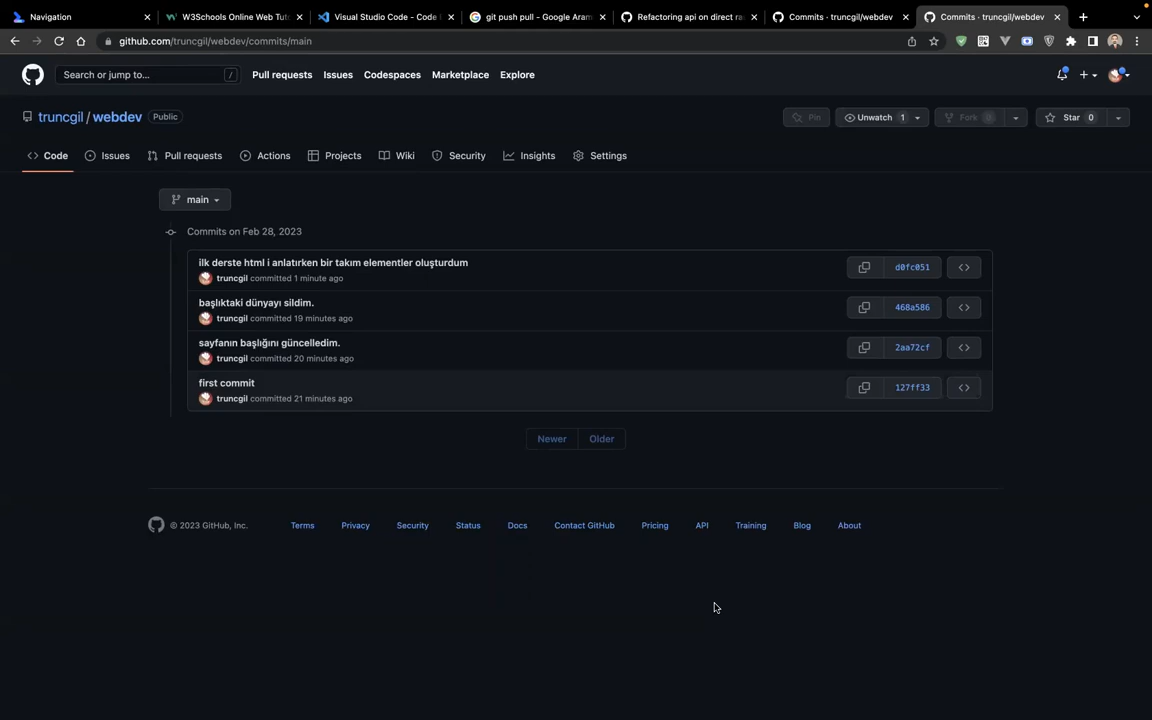 Navigation
W3Schools Online Web Tut
Visual Studio Code - Code
git push pull - Google Aram
Refactoring api on direct ra
Commits · truncgil/webdev
Commits · truncgil/webdev
github.com/truncgil/webdev/commits/main
Search or jump to...
/
Pull requests
Issues
Codespaces
Marketplace
Explore
truncgil / webdev
Public
Pin
Unwatch 1
Fork 0
Star 0
Code
Issues
Pull requests
Actions
Projects
Wiki
Security
Insights
Settings
main
Commits on Feb 28, 2023
ilk derste html i anlatırken bir takım elementler oluşturdum
truncgil committed 1 minute ago
d0fc051
başlıktaki dünyayı sildim.
truncgil committed 19 minutes ago
468a586
sayfanın başlığını güncelledim.
truncgil committed 20 minutes ago
2aa72cf
first commit
truncgil committed 21 minutes ago
127ff33
Newer
Older
© 2023 GitHub, Inc.
Terms
Privacy
Security
Status
Docs
Contact GitHub
Pricing
API
Training
Blog
About